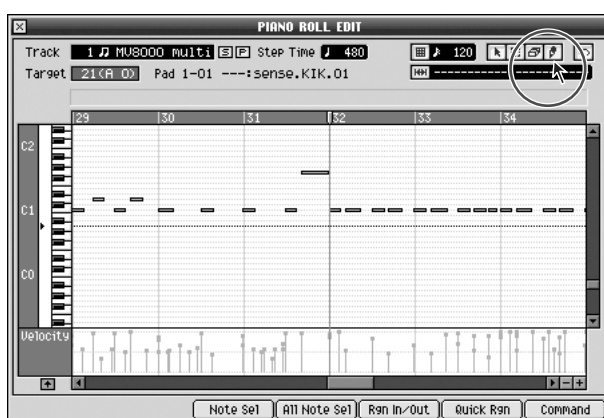 PIANO ROLL EDIT
Track 1 MV8000 multi S P Step Time 480 120
Target 21(A 0) Pad 1-01 ---:sense.KIK.01
29 30 31 32 33 34
C2
C1
C0
Velocity
Note Sel All Note Sel Rgn In/Out Quick Rgn Command